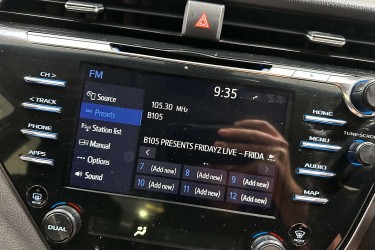 FM
9:35
CH >
< TRACK
PHONE
APPS
Source
Presets
Station list
Manual
Options
Sound
105.30 MHz
B105
B105 PRESENTS FRIDAYZ LIVE – FRIDA
7 (Add new) 8 (Add new) 9 (Add new)
10 (Add new) 11 (Add new) 12 (Add new)
HOME
MENU
TUNE·SCROLL
AUDIO
MAP
DUAL
FRONT